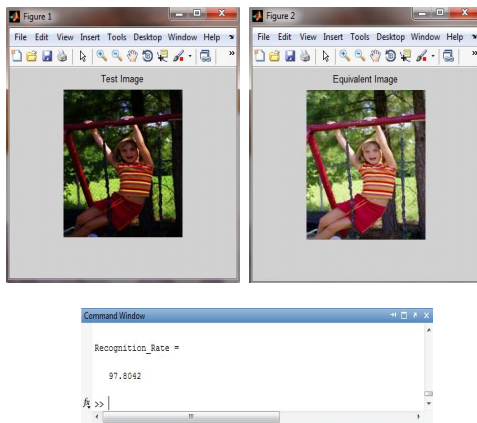 Figure 1
File Edit View Insert Tools Desktop Window Help
Test Image
Figure 2
File Edit View Insert Tools Desktop Window Help
Equivalent Image
Command Window
Recognition_Rate =
97.8042
fx >>